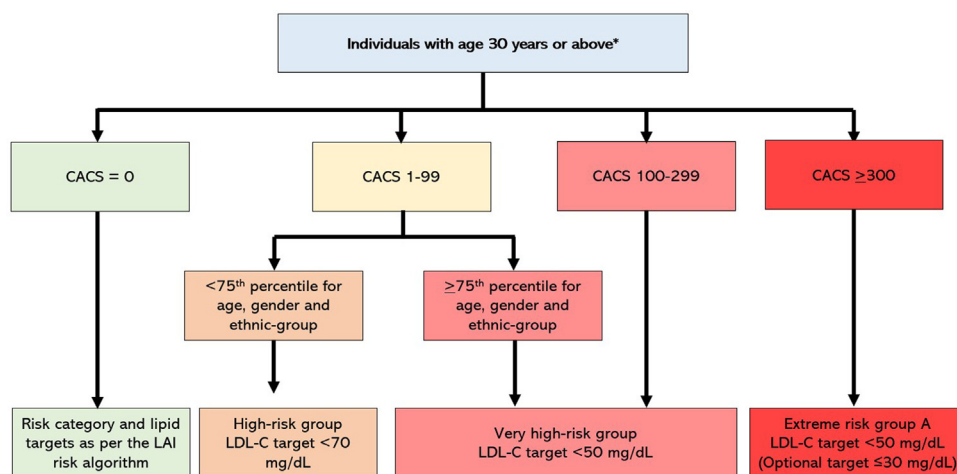 Individuals with age 30 years or above*
CACS = 0
CACS 1-99
CACS 100-299
CACS ≥300
<75th percentile for
age, gender and
ethnic-group
≥75th percentile for
age, gender and
ethnic-group
Risk category and lipid
targets as per the LAI
risk algorithm
High-risk group
LDL-C target <70
mg/dL
Very high-risk group
LDL-C target <50 mg/dL
Extreme risk group A
LDL-C target <50 mg/dL
(Optional target ≤30 mg/dL)